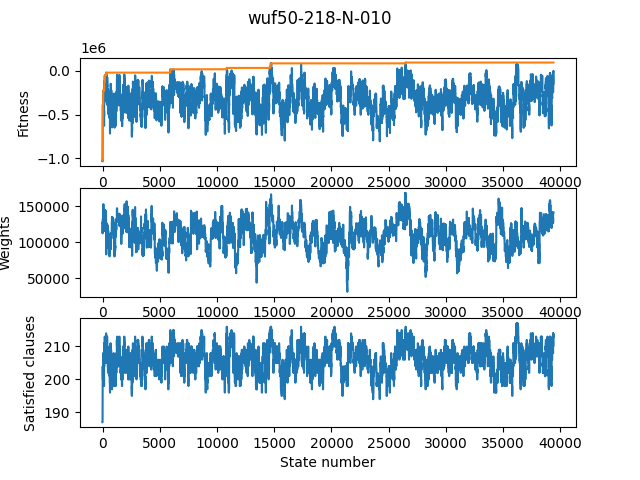 wuf50-218-N-010
1e6
0.0
−0.5
−1.0
Fitness
0 5000 10000 15000 20000 25000 30000 35000 40000
150000
100000
50000
Weights
0 5000 10000 15000 20000 25000 30000 35000 40000
210
200
190
Satisfied clauses
0 5000 10000 15000 20000 25000 30000 35000 40000
State number